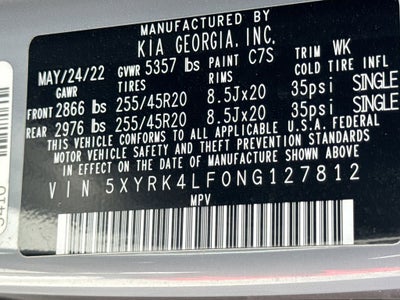 MANUFACTURED BY
KIA GEORGIA, INC.
MAY/24/22 GVWR 5357 lbs PAINT C7S TRIM WK
GAWR TIRES RIMS COLD TIRE INFL
FRONT 2866 lbs 255/45R20 8.5Jx20 35psi SINGLE
REAR 2976 lbs 255/45R20 8.5Jx20 35psi SINGLE
THIS VEHICLE CONFORMS TO ALL APPLICABLE U.S.A. FEDERAL
MOTOR VEHICLE SAFETY, BUMPER, AND THEFT PREVENTION
STANDARDS IN EFFECT ON THE DATE OF MANUFACTURE SHOWN ABOVE.
VIN 5XYRK4LF0NG127812
MPV